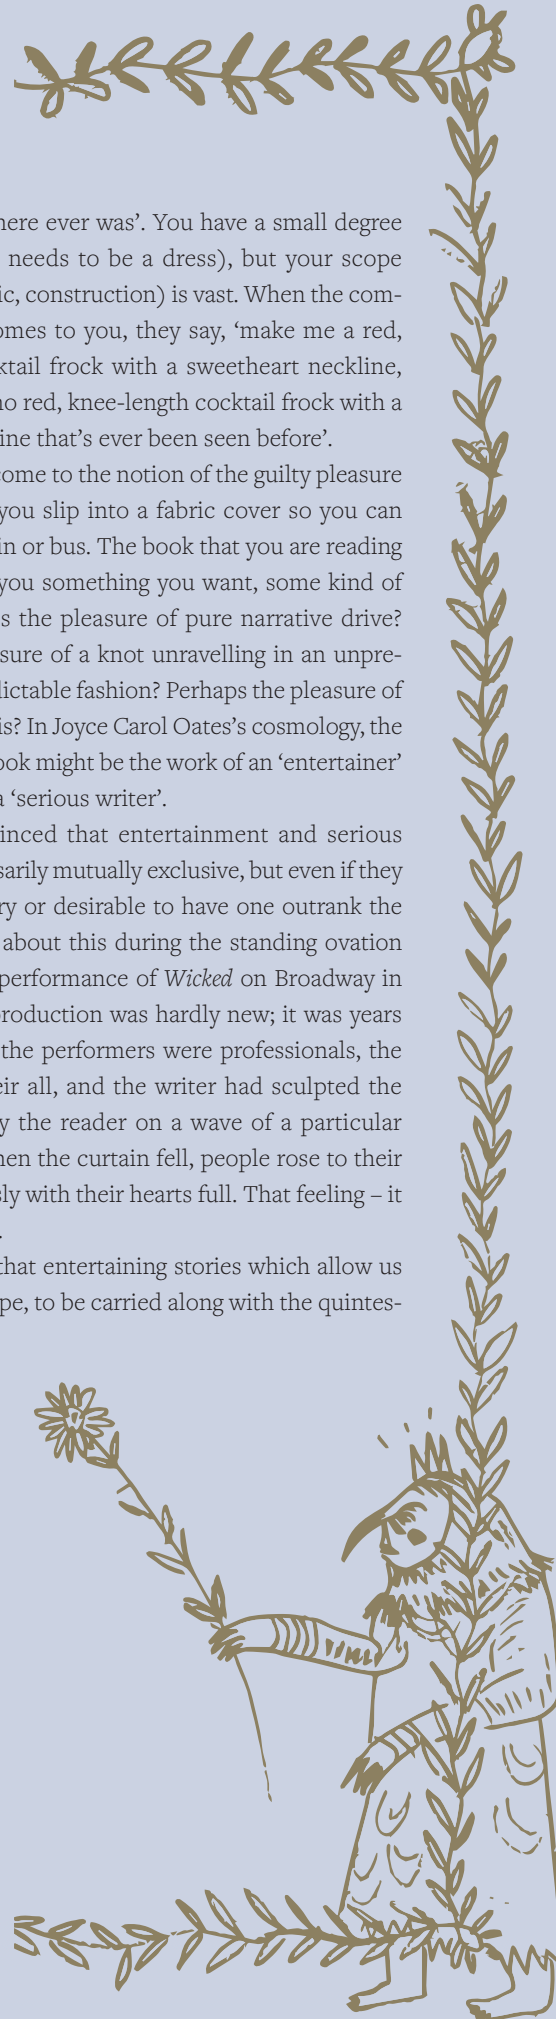 here ever was’. You have a small degree
needs to be a dress), but your scope
ic, construction) is vast. When the com-
omes to you, they say, ‘make me a red,
ktail frock with a sweetheart neckline,
no red, knee-length cocktail frock with a
ine that’s ever been seen before’.
come to the notion of the guilty pleasure
you slip into a fabric cover so you can
in or bus. The book that you are reading
you something you want, some kind of
s the pleasure of pure narrative drive?
sure of a knot unravelling in an unpre-
dictable fashion? Perhaps the pleasure of
is? In Joyce Carol Oates’s cosmology, the
ook might be the work of an ‘entertainer’
a ‘serious writer’.
inced that entertainment and serious
sarily mutually exclusive, but even if they
ry or desirable to have one outrank the
about this during the standing ovation
performance of Wicked on Broadway in
production was hardly new; it was years
the performers were professionals, the
eir all, and the writer had sculpted the
y the reader on a wave of a particular
hen the curtain fell, people rose to their
sly with their hearts full. That feeling – it
.
that entertaining stories which allow us
pe, to be carried along with the quintes-